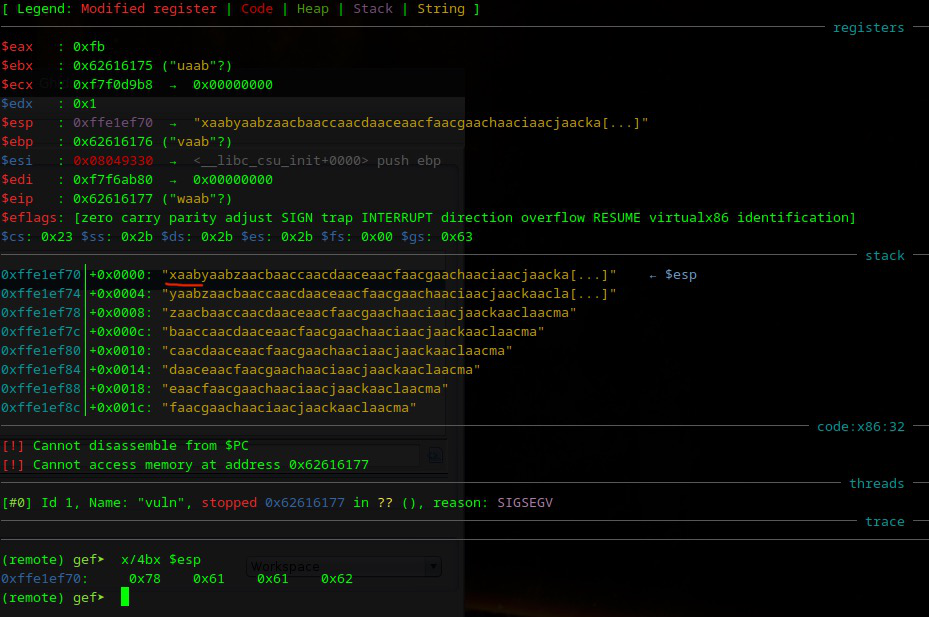 [ Legend: Modified register | Code | Heap | Stack | String ]
registers
$eax   : 0xfb
$ebx   : 0x62616175 ("uaab"?)
$ecx   : 0xf7f0d9b8  →  0x00000000
$edx   : 0x1
$esp   : 0xffe1ef70  →  "xaabyaabzaacbaaccaacdaaceaacfaacgaachaaciaacjaacka[...]"
$ebp   : 0x62616176 ("vaab"?)
$esi   : 0x08049330  →  <__libc_csu_init+0000> push ebp
$edi   : 0xf7f6ab80  →  0x00000000
$eip   : 0x62616177 ("waab"?)
$eflags: [zero carry parity adjust SIGN trap INTERRUPT direction overflow RESUME virtualx86 identification]
$cs: 0x23 $ss: 0x2b $ds: 0x2b $es: 0x2b $fs: 0x00 $gs: 0x63
stack
0xffe1ef70│+0x0000: "xaabyaabzaacbaaccaacdaaceaacfaacgaachaaciaacjaacka[...]"    ← $esp
0xffe1ef74│+0x0004: "yaabzaacbaaccaacdaaceaacfaacgaachaaciaacjaackaacla[...]"
0xffe1ef78│+0x0008: "zaacbaaccaacdaaceaacfaacgaachaaciaacjaackaaclaacma"
0xffe1ef7c│+0x000c: "baaccaacdaaceaacfaacgaachaaciaacjaackaaclaacma"
0xffe1ef80│+0x0010: "caacdaaceaacfaacgaachaaciaacjaackaaclaacma"
0xffe1ef84│+0x0014: "daaceaacfaacgaachaaciaacjaackaaclaacma"
0xffe1ef88│+0x0018: "eaacfaacgaachaaciaacjaackaaclaacma"
0xffe1ef8c│+0x001c: "faacgaachaaciaacjaackaaclaacma"
code:x86:32
[!] Cannot disassemble from $PC
[!] Cannot access memory at address 0x62616177
threads
[#0] Id 1, Name: "vuln", stopped 0x62616177 in ?? (), reason: SIGSEGV
trace
(remote) gef➤  x/4bx $esp
Workspace
0xffe1ef70:     0x78    0x61    0x61    0x62
(remote) gef➤